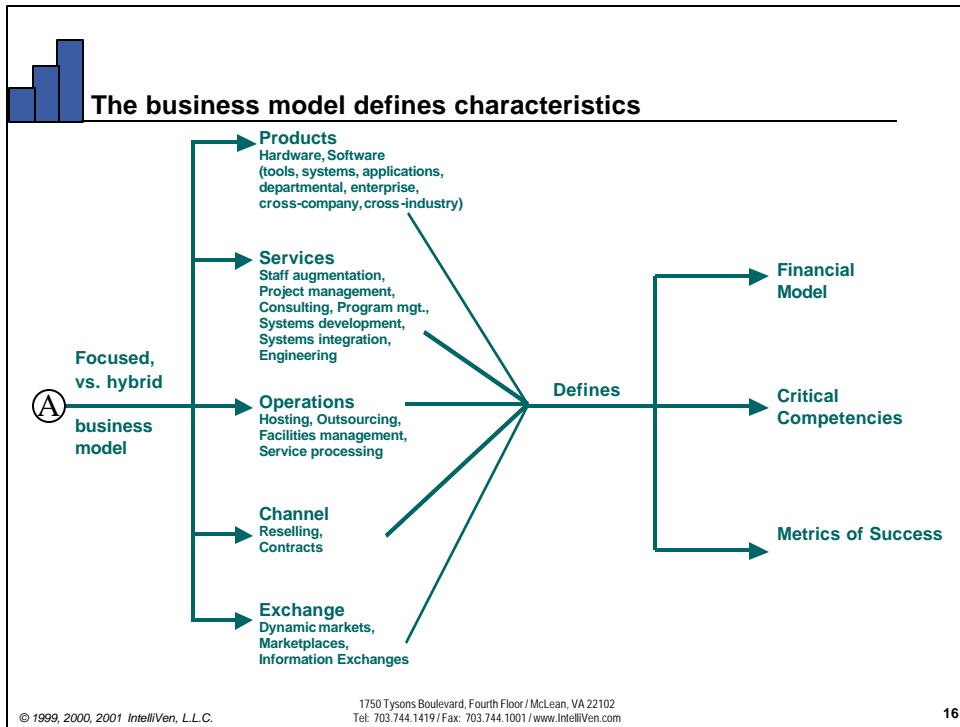 The business model defines characteristics
Products
Hardware, Software
(tools, systems, applications,
departmental, enterprise,
cross-company, cross-industry)
Services
Staff augmentation,
Project management,
Consulting, Program mgt.,
Systems development,
Systems integration,
Engineering
Focused,
vs. hybrid
A
business
model
Operations
Hosting, Outsourcing,
Facilities management,
Service processing
Channel
Reselling,
Contracts
Exchange
Dynamic markets,
Marketplaces,
Information Exchanges
Defines
Financial
Model
Critical
Competencies
Metrics of Success
© 1999, 2000, 2001 IntelliVen, L.L.C.
1750 Tysons Boulevard, Fourth Floor / McLean, VA 22102
Tel: 703.744.1419 / Fax: 703.744.1001 / www.IntelliVen.com
16